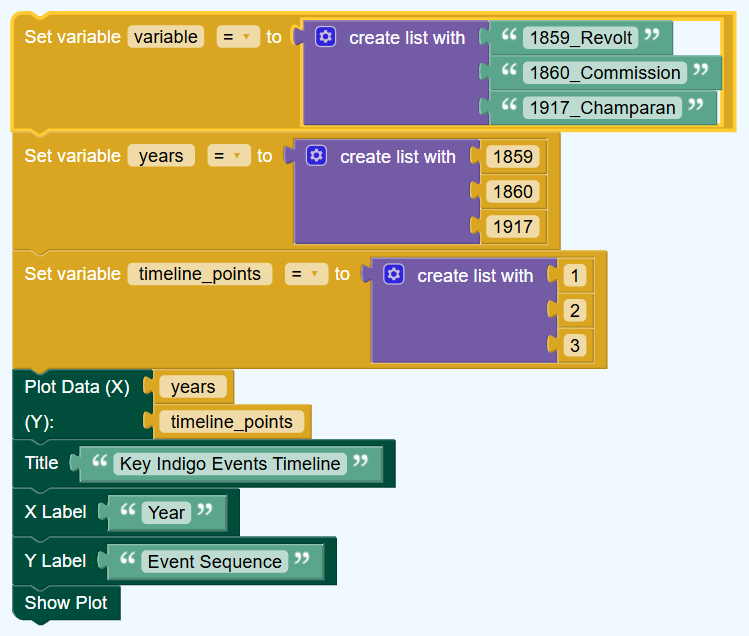 Set variable variable = to create list with “ 1859_Revolt ”
“ 1860_Commission ”
“ 1917_Champaran ”
Set variable years = to create list with 1859
1860
1917
Set variable timeline_points = to create list with 1
2
3
Plot Data (X) years
(Y): timeline_points
Title “ Key Indigo Events Timeline ”
X Label “ Year ”
Y Label “ Event Sequence ”
Show Plot